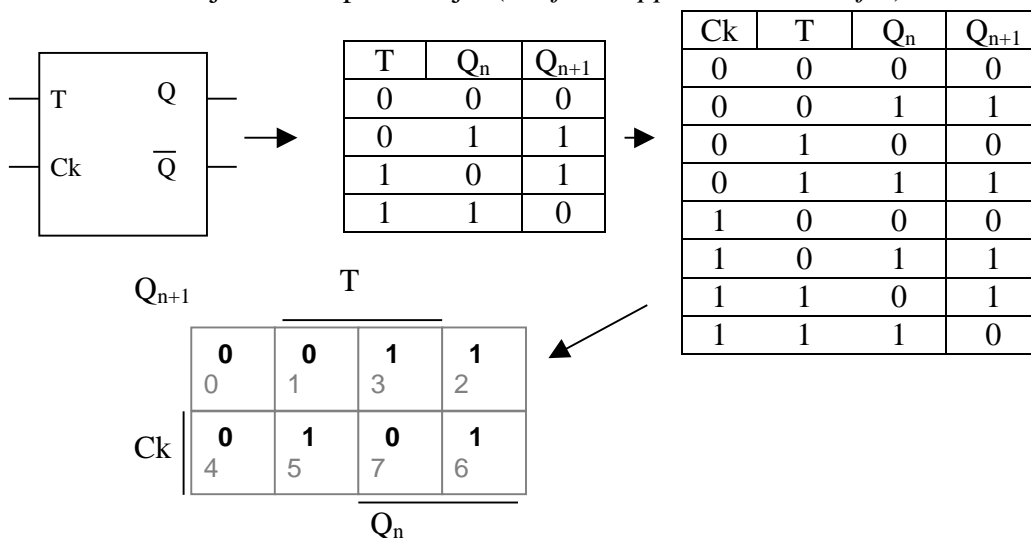 T Q
Ck Q̅
T Qₙ Qₙ₊₁
0 0 0
0 1 1
1 0 1
1 1 0
Ck T Qₙ Qₙ₊₁
0 0 0 0
0 0 1 1
0 1 0 0
0 1 1 1
1 0 0 0
1 0 1 1
1 1 0 1
1 1 1 0
Qₙ₊₁ T
0 0 1 1
0 1 3 2
Ck
0 1 0 1
4 5 7 6
Qₙ